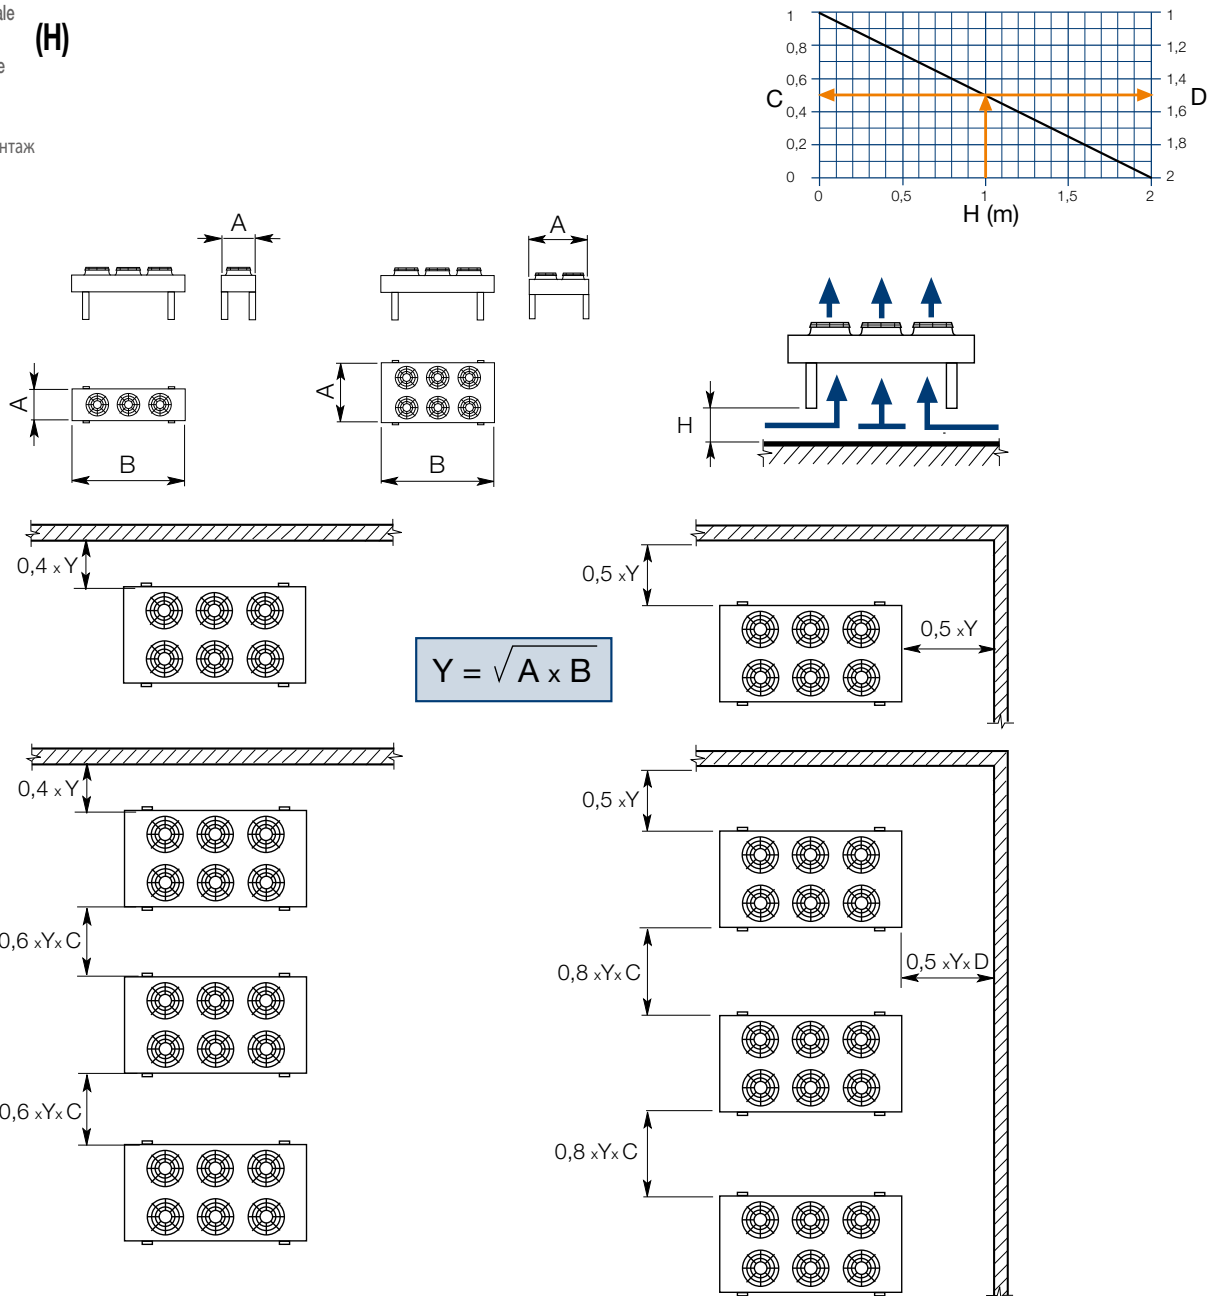 ale
(H)
e
нтаж
1
0,8
0,6
0,4
0,2
0
C
1
1,2
1,4
1,6
1,8
2
D
0
0,5
1
1,5
2
H (m)
A
A
A
B
A
B
H
0,4 x Y
0,5 xY
0,5 xY
Y = √A x B
0,4 x Y
0,6 xYx C
0,6 xYx C
0,5 xY
0,8 xYx C
0,5 xYx D
0,8 xYx C